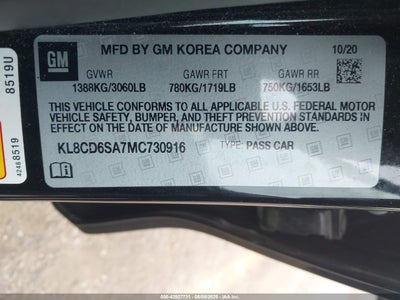 GM
MFD BY GM KOREA COMPANY 10/20
GVWR GAWR FRT GAWR RR
1388KG/3060LB 780KG/1719LB 750KG/1653LB
THIS VEHICLE CONFORMS TO ALL APPLICABLE U.S. FEDERAL MOTOR
VEHICLE SAFETY, BUMPER, AND THEFT PREVENTION STANDARDS IN
EFFECT ON THE DATE OF MANUFACTURE SHOWN ABOVE.
KL8CD6SA7MC730916 TYPE: PASS CAR
8519U
A2488519